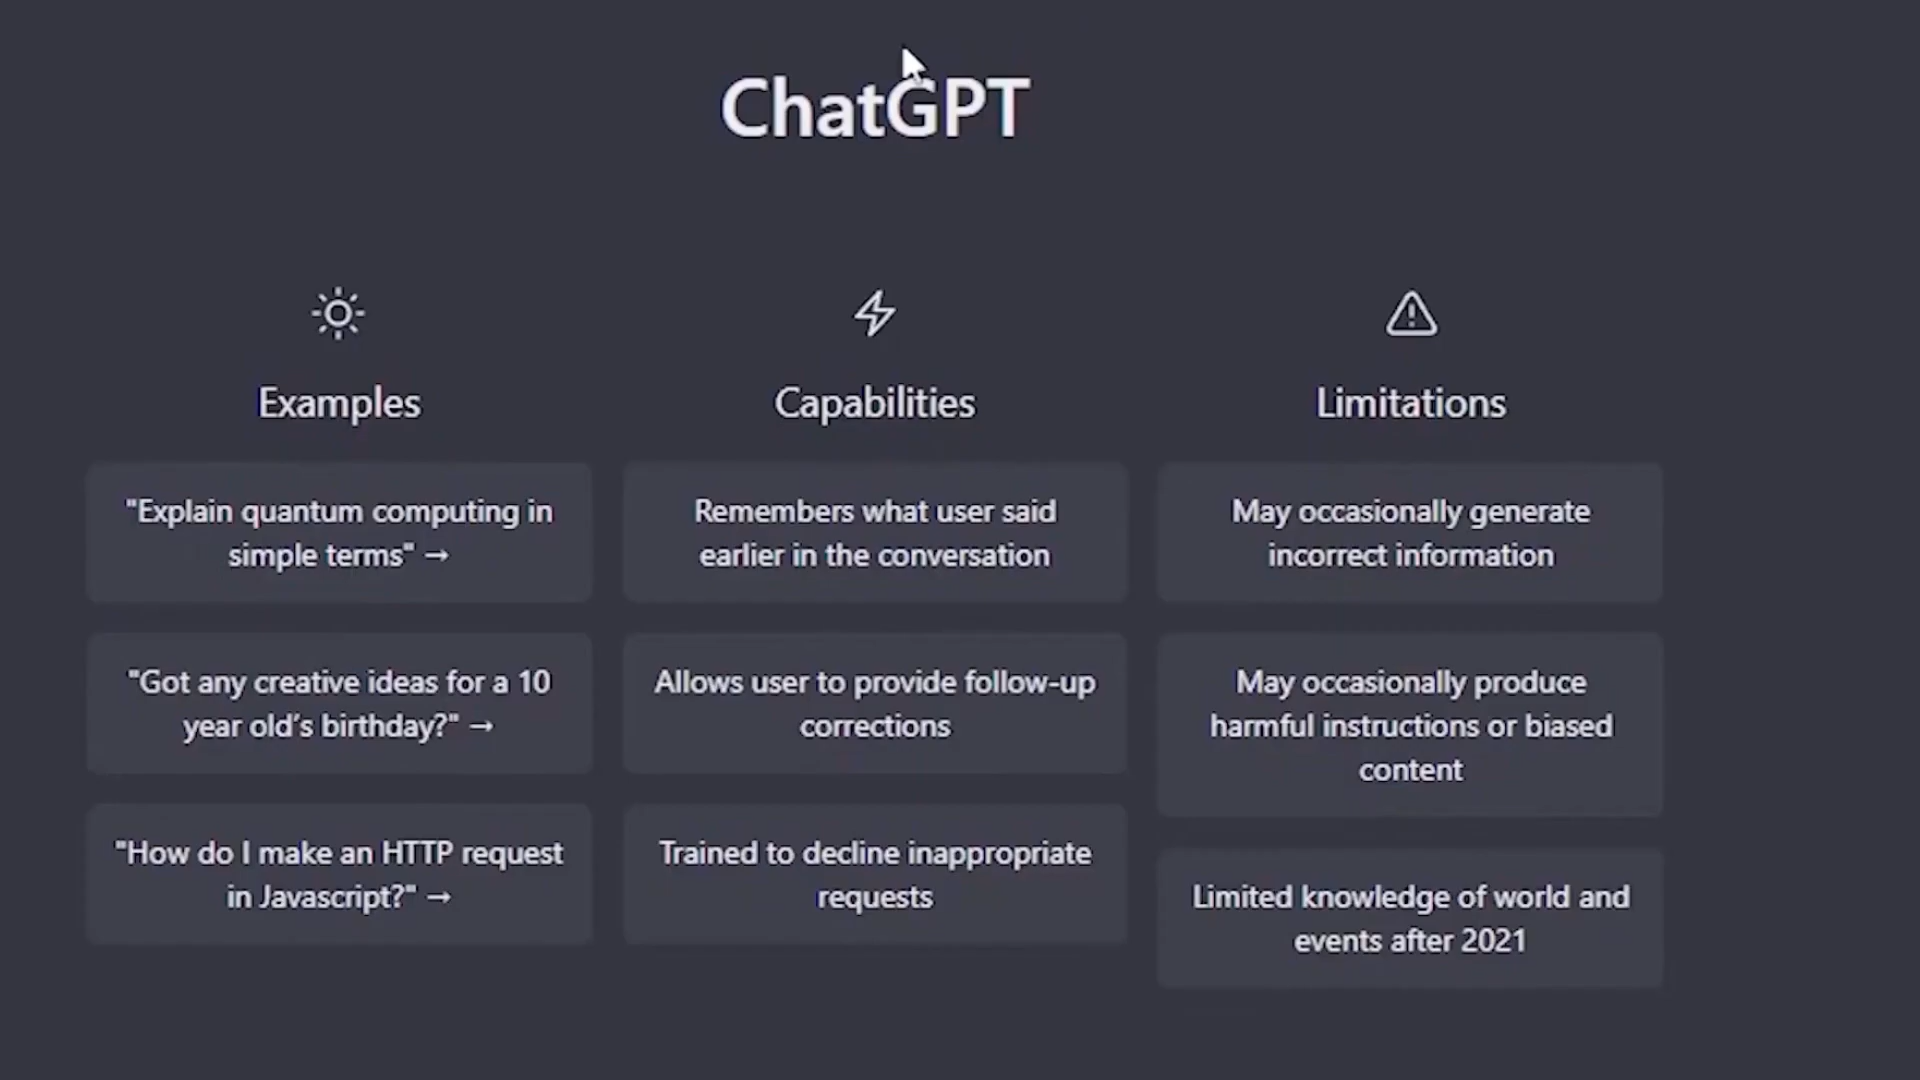 ChatGPT
Examples
"Explain quantum computing in
simple terms" →
"Got any creative ideas for a 10
year old’s birthday?" →
"How do I make an HTTP request
in Javascript?" →
Capabilities
Remembers what user said
earlier in the conversation
Allows user to provide follow-up
corrections
Trained to decline inappropriate
requests
Limitations
May occasionally generate
incorrect information
May occasionally produce
harmful instructions or biased
content
Limited knowledge of world and
events after 2021